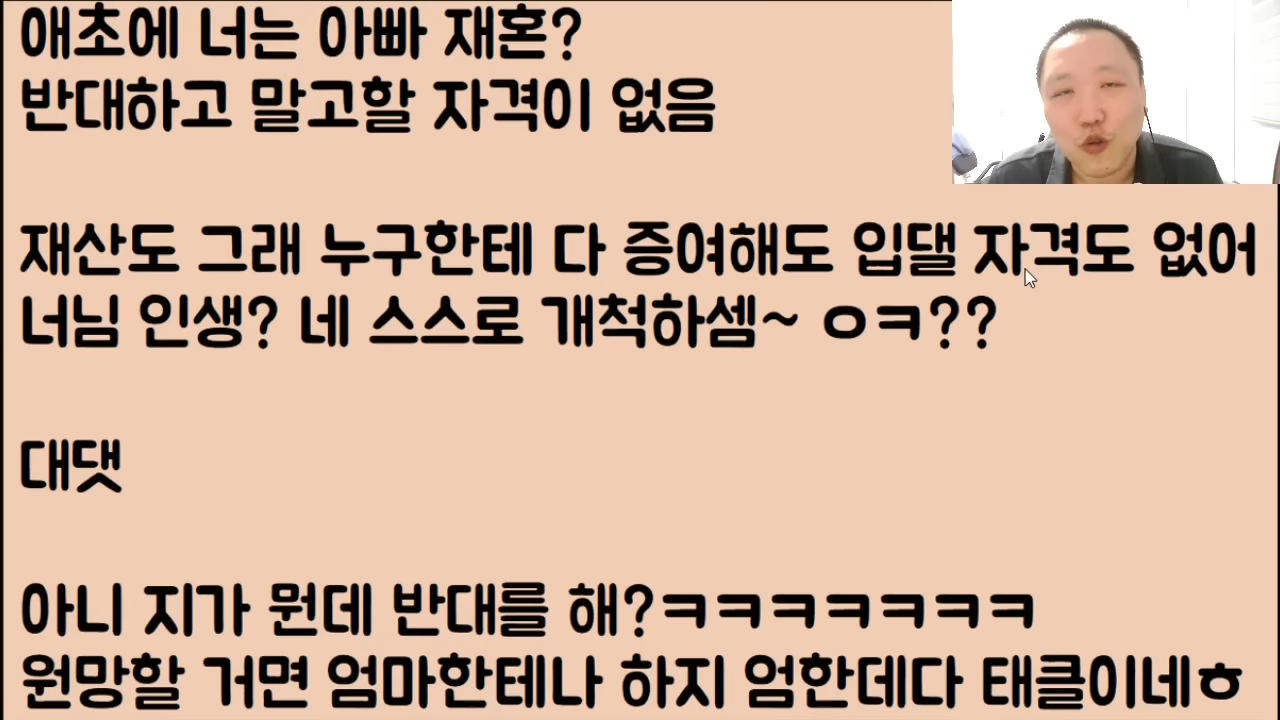 애초에 너는 아빠 재혼?
반대하고 말고할 자격이 없음
재산도 그래 누구한테 다 증여해도 입댈 자격도 없어
너님 인생? 네 스스로 개척하셈~ ㅇㅋ??
대댓
아니 지가 뭔데 반대를 해?ㅋㅋㅋㅋㅋㅋㅋ
원망할 거면 엄마한테나 하지 엄한데다 태클이네ㅎ